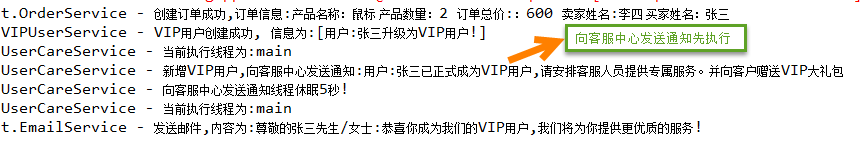 t.OrderService - 创建订单成功,订单信息:产品名称: 鼠标 产品数量: 2 订单总价:: 600 卖家姓名:李四 买家姓名: 张三
VIPUserService - VIP用户创建成功, 信息为:[用户:张三升级为VIP用户!]
向客服中心发送通知先执行
UserCareService - 当前执行线程为:main
UserCareService - 新增VIP用户,向客服中心发送通知:用户:张三已正式成为VIP用户,请安排客服人员提供专属服务。并向客户赠送VIP大礼包
UserCareService - 向客服中心发送通知线程休眠5秒!
UserCareService - 当前执行线程为:main
t.EmailService - 发送邮件,内容为:尊敬的张三先生/女士:恭喜你成为我们的VIP用户,我们将为你提供更优质的服务!